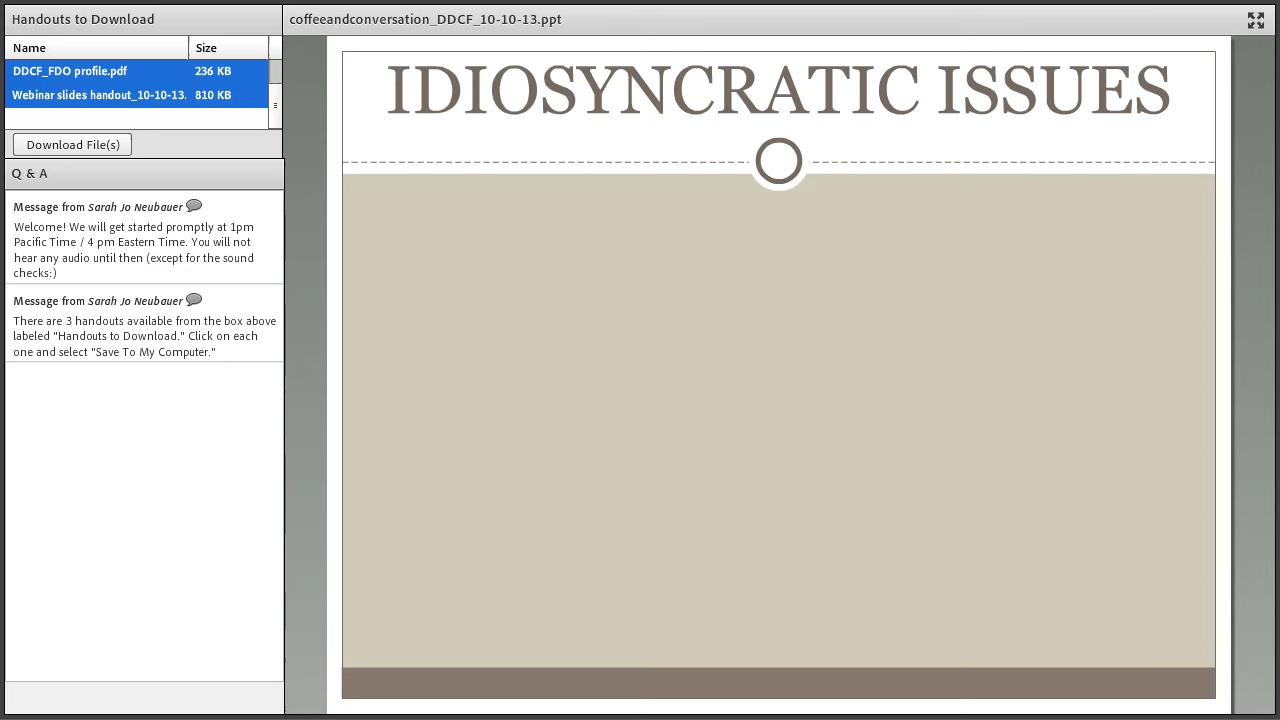 Handouts to Download
Name Size
DDCF_FDO profile.pdf 236 KB
Webinar slides handout_10-10-13. 810 KB
Download File(s)
Q & A
Message from Sarah Jo Neubauer
Welcome! We will get started promptly at 1pm
Pacific Time / 4 pm Eastern Time. You will not
hear any audio until then (except for the sound
checks:)
Message from Sarah Jo Neubauer
There are 3 handouts available from the box above
labeled "Handouts to Download." Click on each
one and select "Save To My Computer."
coffeeandconversation_DDCF_10-10-13.ppt
IDIOSYNCRATIC ISSUES